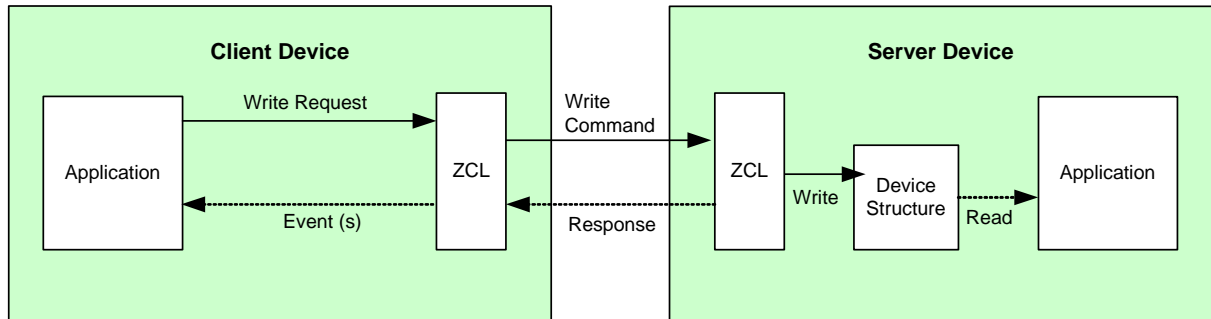 Client Device
Server Device
Write Request
Write
Command
Application
ZCL
ZCL
Device
Structure
Application
Write
Read
Event (s)
Response